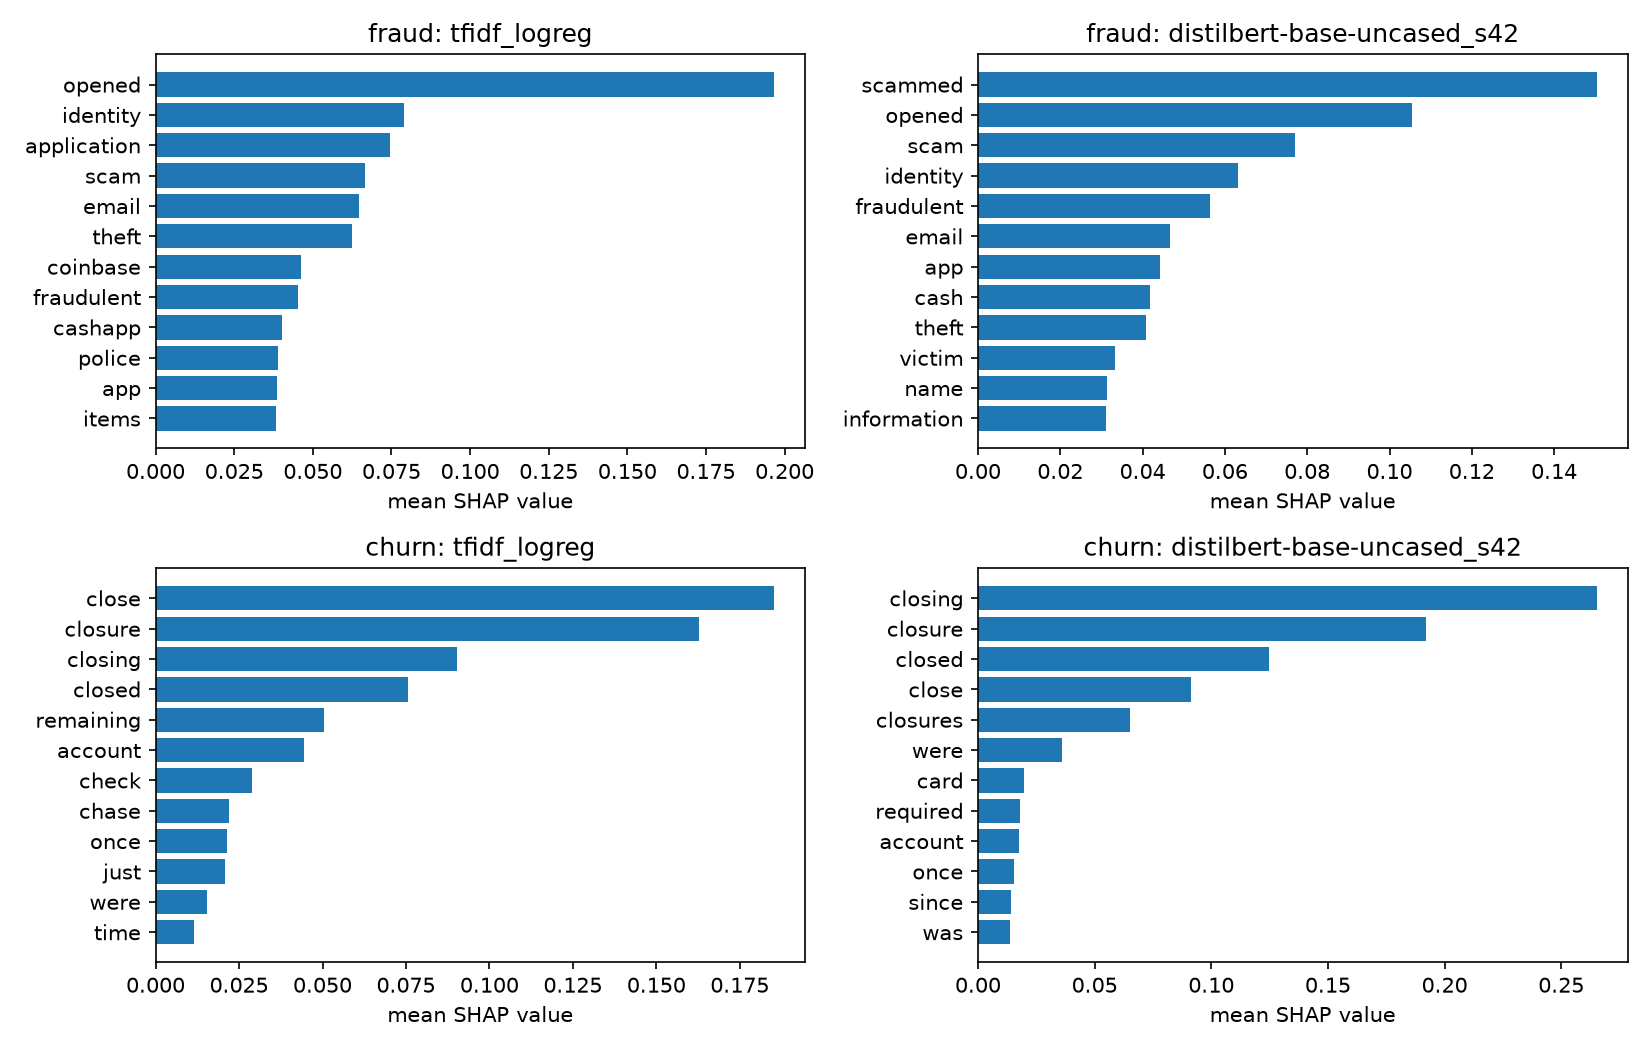 fraud: tfidf_logreg
opened
identity
application
scam
email
theft
coinbase
fraudulent
cashapp
police
app
items
0.000 0.025 0.050 0.075 0.100 0.125 0.150 0.175 0.200
mean SHAP value
fraud: distilbert-base-uncased_s42
scammed
opened
scam
identity
fraudulent
email
app
cash
theft
victim
name
information
0.00 0.02 0.04 0.06 0.08 0.10 0.12 0.14
mean SHAP value
churn: tfidf_logreg
close
closure
closing
closed
remaining
account
check
chase
once
just
were
time
0.000 0.025 0.050 0.075 0.100 0.125 0.150 0.175
mean SHAP value
churn: distilbert-base-uncased_s42
closing
closure
closed
close
closures
were
card
required
account
once
since
was
0.00 0.05 0.10 0.15 0.20 0.25
mean SHAP value